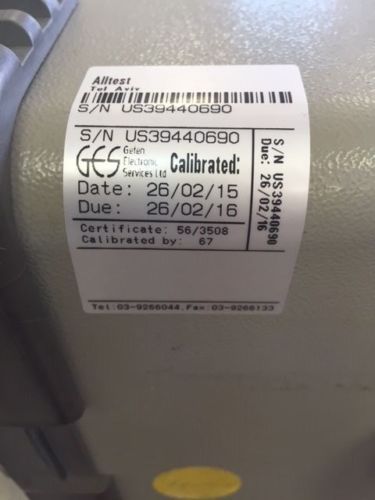 Alltest
Tel Aviv
S/N US39440690
S/N US39440690
GES Gefen
Electronic
Services Ltd
Calibrated:
Date: 26/02/15
Due: 26/02/16
Certificate: 56/3508
Calibrated by: 67
S/N US39440690
Due: 26/02/16
Tel:03-9266044,Fax:03-9266133